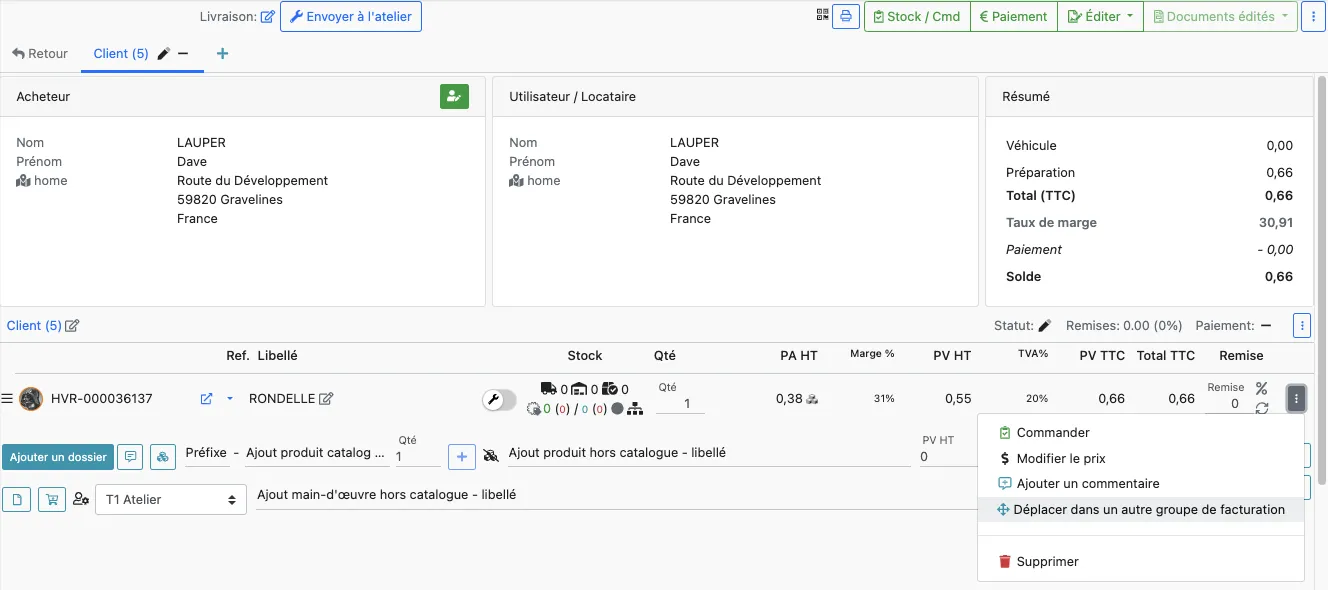 Livraison: Envoyer à l'atelier Stock / Cmd € Paiement Éditer Documents édités
Retour Client (5) +
Acheteur
Nom LAUPER
Prénom Dave
home Route du Développement
59820 Gravelines
France
Utilisateur / Locataire
Nom LAUPER
Prénom Dave
home Route du Développement
59820 Gravelines
France
Résumé
Véhicule 0,00
Préparation 0,66
Total (TTC) 0,66
Taux de marge 30,91
Paiement - 0,00
Solde 0,66
Client (5) Statut: Remises: 0.00 (0%) Paiement:
Ref. Libellé Stock Qté PA HT Marge % PV HT TVA% PV TTC Total TTC Remise
HVR-000036137 RONDELLE 0 0 0 Qté 1 0,38 31% 0,55 20% 0,66 0,66 Remise 0 %
0 (0) / 0 (0)
Ajouter un dossier Préfixe - Ajout produit catalog ... Qté 1 + Ajout produit hors catalogue - libellé PV HT 0
T1 Atelier Ajout main-d'œuvre hors catalogue - libellé
Commander
$ Modifier le prix
Ajouter un commentaire
Déplacer dans un autre groupe de facturation
Supprimer